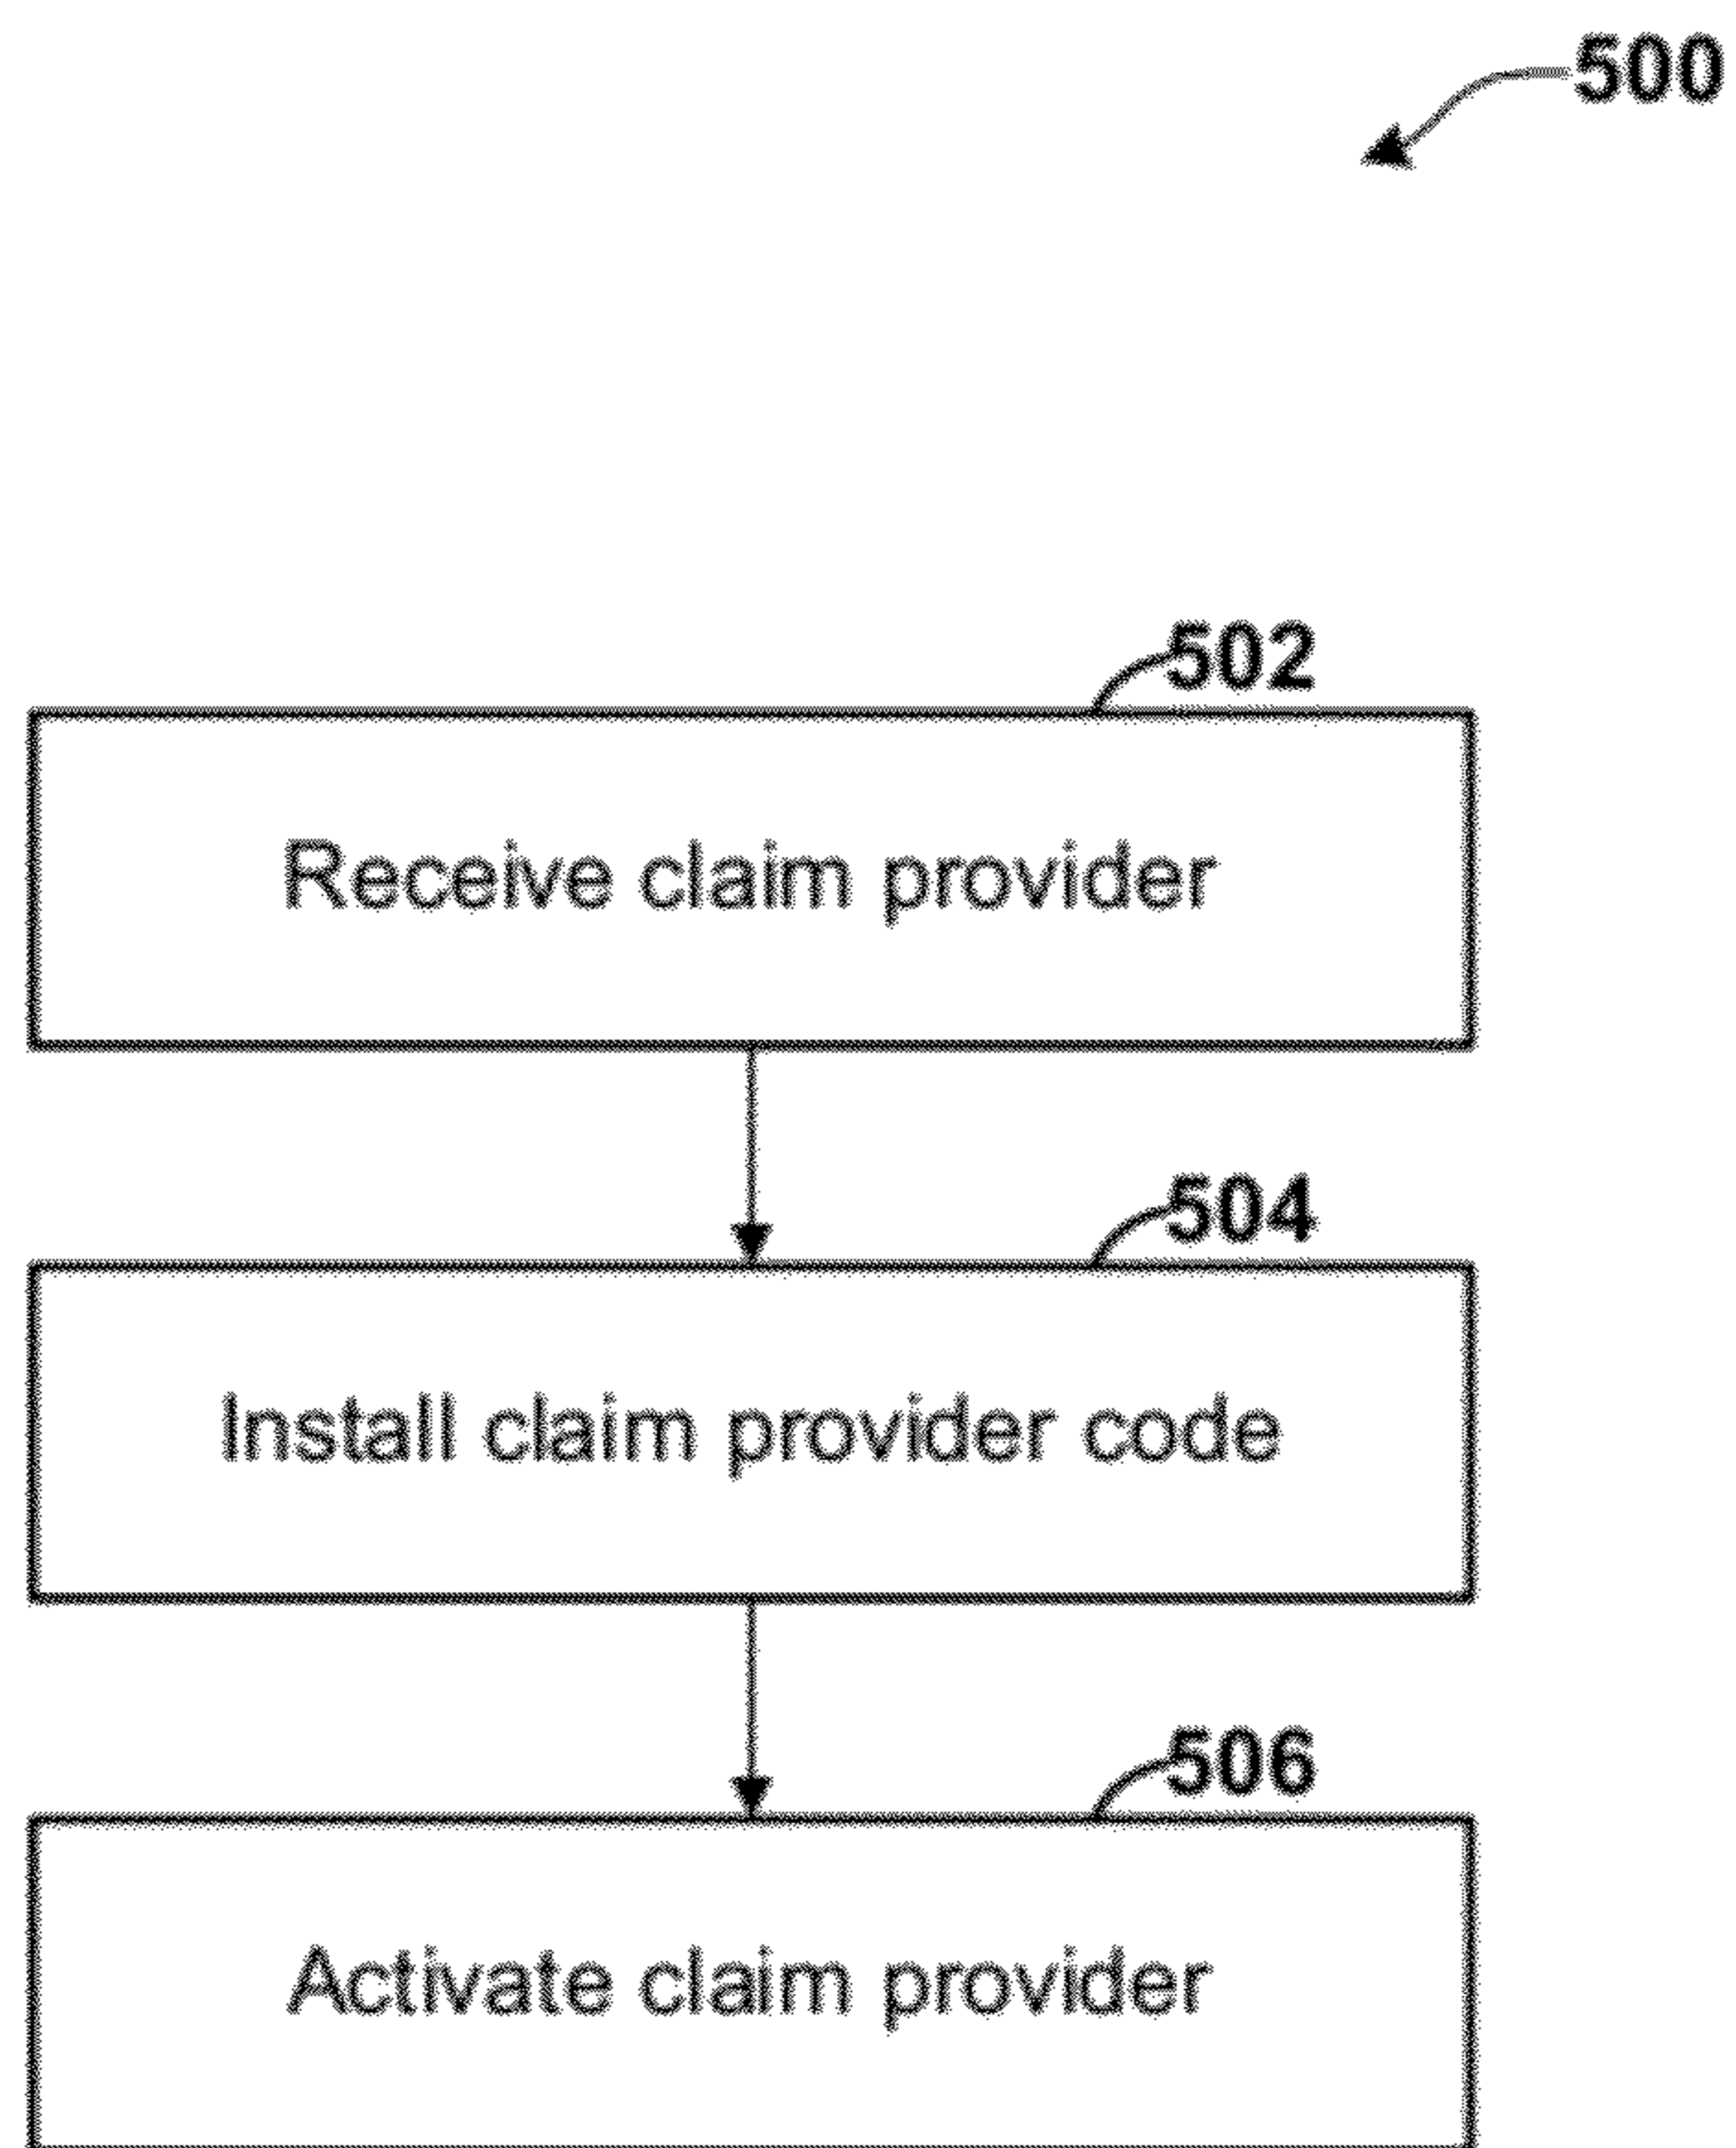 500
502
Receive claim provider
504
Install claim provider code
506
Activate claim provider